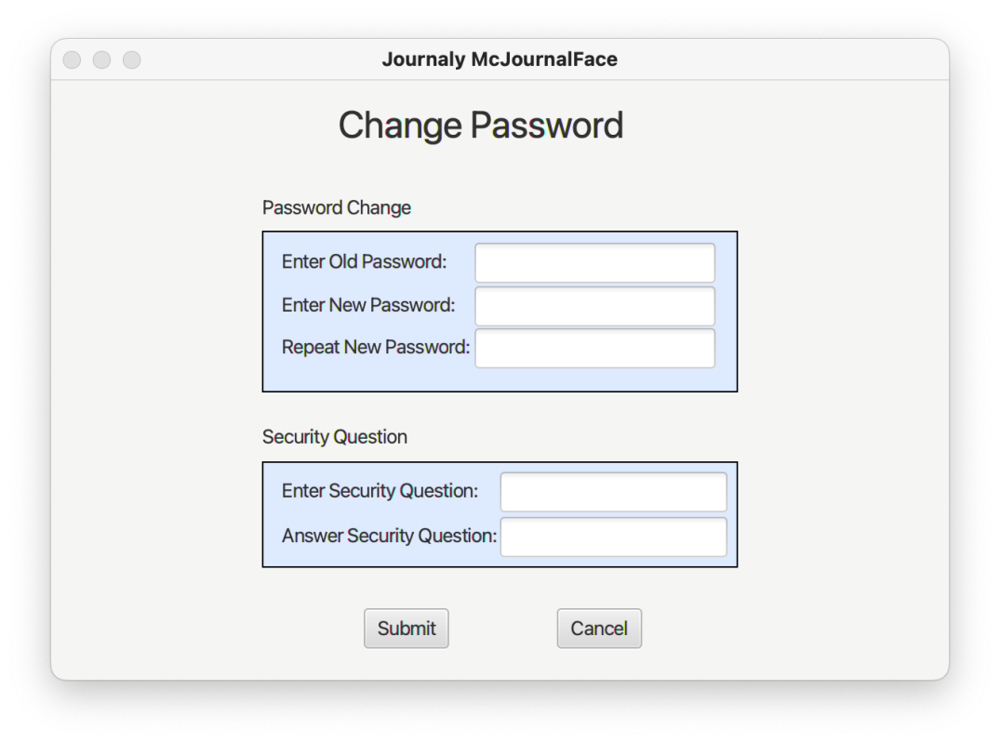 Journaly McJournalFace
Change Password
Password Change
Enter Old Password:
Enter New Password:
Repeat New Password:
Security Question
Enter Security Question:
Answer Security Question:
Submit Cancel